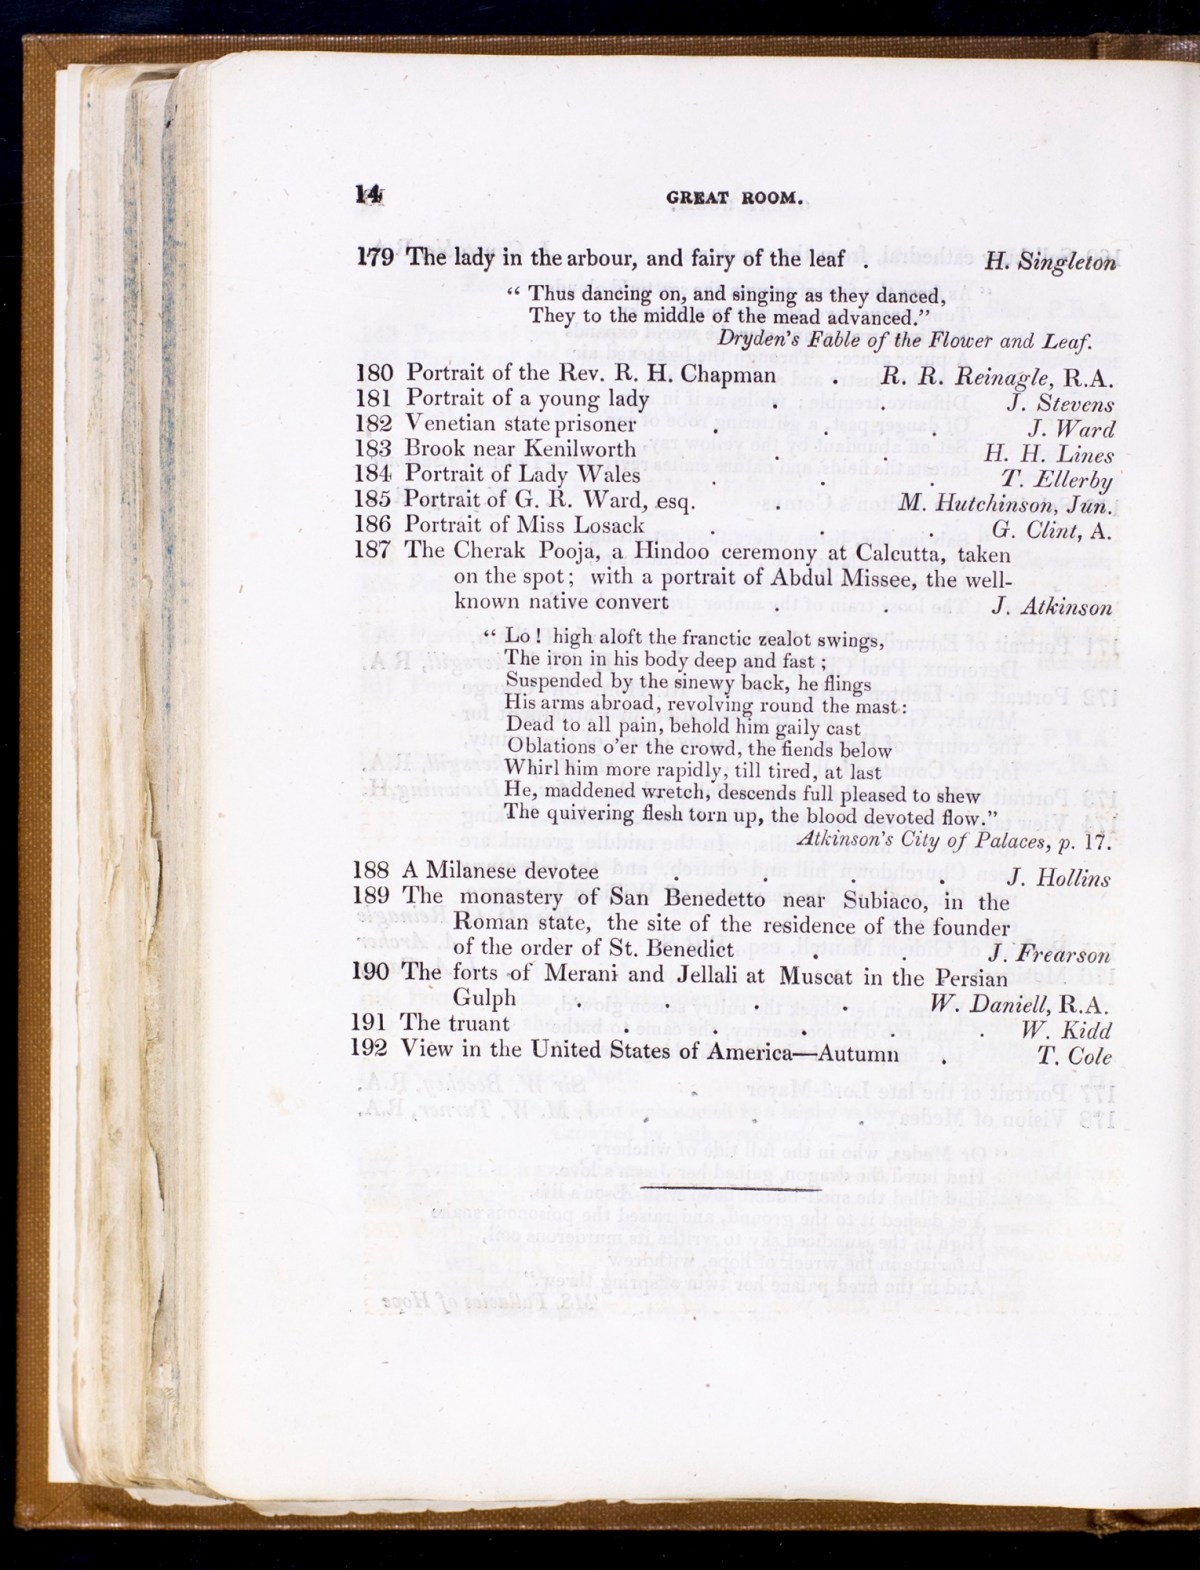 14 GREAT ROOM.
179 The lady in the arbour, and fairy of the leaf . H. Singleton
“ Thus dancing on, and singing as they danced,
They to the middle of the mead advanced.”
Dryden's Fable of the Flower and Leaf.
180 Portrait of the Rev. R. H. Chapman . R. R. Reinagle, R.A.
181 Portrait of a young lady . . J. Stevens
182 Venetian state prisoner . . . J. Ward
183 Brook near Kenilworth . . H. H. Lines
184 Portrait of Lady Wales . . . T. Ellerby
185 Portrait of G. R. Ward, esq. . M. Hutchinson, Jun.
186 Portrait of Miss Losack . . . G. Clint, A.
187 The Cherak Pooja, a Hindoo ceremony at Calcutta, taken
on the spot; with a portrait of Abdul Missee, the well-
known native convert . . J. Atkinson
“ Lo! high aloft the franctic zealot swings,
The iron in his body deep and fast;
Suspended by the sinewy back, he flings
His arms abroad, revolving round the mast:
Dead to all pain, behold him gaily cast
Oblations o'er the crowd, the fiends below
Whirl him more rapidly, till tired, at last
He, maddened wretch, descends full pleased to shew
The quivering flesh torn up, the blood devoted flow.”
Atkinson's City of Palaces, p. 17.
188 A Milanese devotee . . . . J. Hollins
189 The monastery of San Benedetto near Subiaco, in the
Roman state, the site of the residence of the founder
of the order of St. Benedict . . J. Frearson
190 The forts of Merani and Jellali at Muscat in the Persian
Gulph . . . . W. Daniell, R.A.
191 The truant . . . . W. Kidd
192 View in the United States of America—Autumn . T. Cole